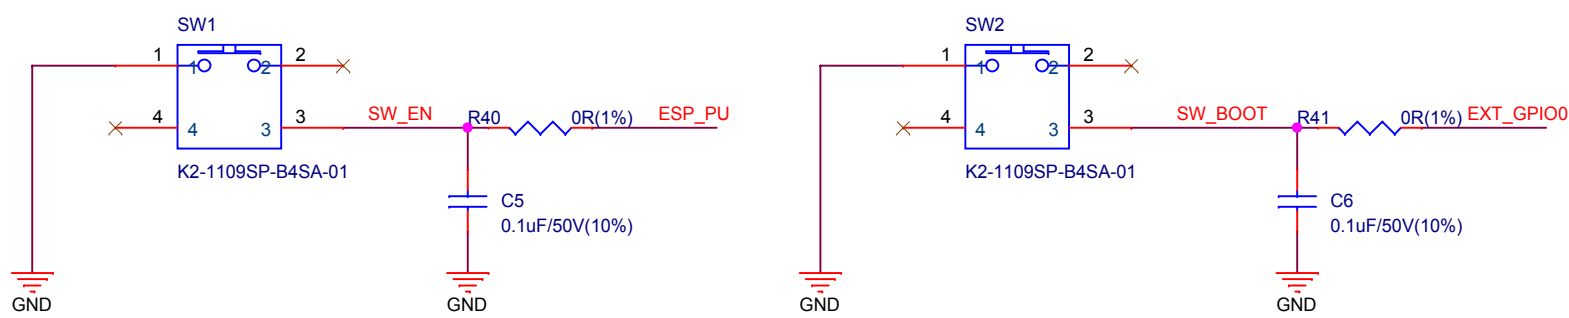 SW1
1
2
1
2
4
3
4
3
SW_EN
R40
0R(1%)
ESP_PU
K2-1109SP-B4SA-01
C5
0.1uF/50V(10%)
GND
GND
SW2
1
2
1
2
4
3
4
3
SW_BOOT
R41
0R(1%)
EXT_GPIO0
K2-1109SP-B4SA-01
C6
0.1uF/50V(10%)
GND
GND